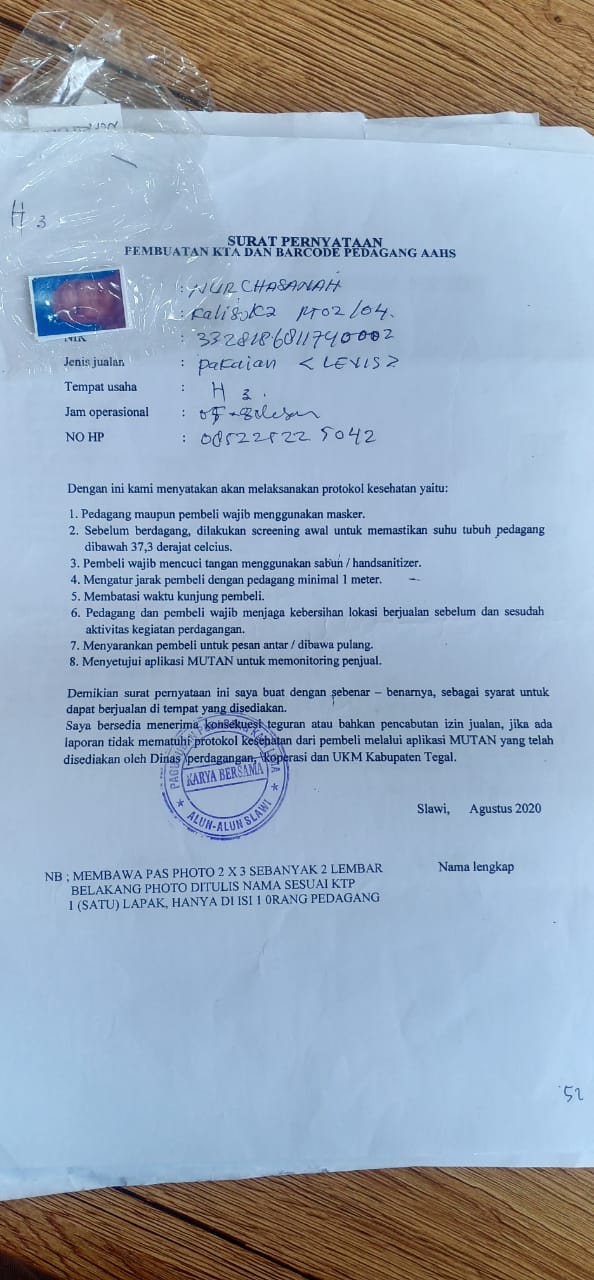 H 3
SURAT PERNYATAAN
PEMBUATAN KTA DAN BARCODE PEDAGANG AAHS
: NUR CHASANAH
: Kalisoka rt 02/04.
NIK : 3328186811740002
Jenis jualan : pakaian < LEVIS >
Tempat usaha : H 3.
Jam operasional : 05 -
NO HP : 085225225042
Dengan ini kami menyatakan akan melaksanakan protokol kesehatan yaitu:
1. Pedagang maupun pembeli wajib menggunakan masker.
2. Sebelum berdagang, dilakukan screening awal untuk memastikan suhu tubuh pedagang
dibawah 37,3 derajat celcius.
3. Pembeli wajib mencuci tangan menggunakan sabun / handsanitizer.
4. Mengatur jarak pembeli dengan pedagang minimal 1 meter.
5. Membatasi waktu kunjung pembeli.
6. Pedagang dan pembeli wajib menjaga kebersihan lokasi berjualan sebelum dan sesudah
aktivitas kegiatan perdagangan.
7. Menyarankan pembeli untuk pesan antar / dibawa pulang.
8. Menyetujui aplikasi MUTAN untuk memonitoring penjual.
Demikian surat pernyataan ini saya buat dengan sebenar – benarnya, sebagai syarat untuk
dapat berjualan di tempat yang disediakan.
Saya bersedia menerima konsekuesi teguran atau bahkan pencabutan izin jualan, jika ada
laporan tidak mematuhi protokol kesehatan dari pembeli melalui aplikasi MUTAN yang telah
disediakan oleh Dinas perdagangan, koperasi dan UKM Kabupaten Tegal.
PAGUYUBAN PEDAGANG KAKI LIMA
KARYA BERSAMA
★ ALUN-ALUN SLAWI ★
Slawi, Agustus 2020
Nama lengkap
NB ; MEMBAWA PAS PHOTO 2 X 3 SEBANYAK 2 LEMBAR
BELAKANG PHOTO DITULIS NAMA SESUAI KTP
1 (SATU) LAPAK, HANYA DI ISI 1 0RANG PEDAGANG
52